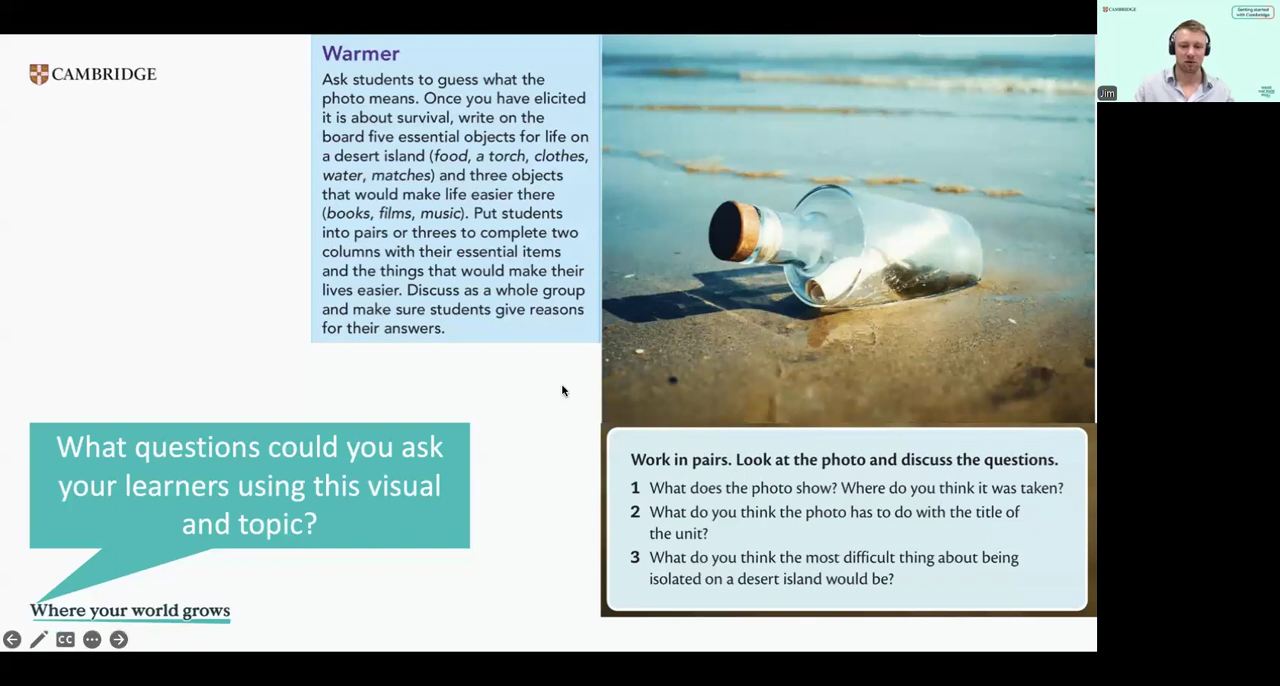 CAMBRIDGE
Warmer
Ask students to guess what the
photo means. Once you have elicited
it is about survival, write on the
board five essential objects for life on
a desert island (food, a torch, clothes,
water, matches) and three objects
that would make life easier there
(books, films, music). Put students
into pairs or threes to complete two
columns with their essential items
and the things that would make their
lives easier. Discuss as a whole group
and make sure students give reasons
for their answers.
What questions could you ask
your learners using this visual
and topic?
Where your world grows
CC
Work in pairs. Look at the photo and discuss the questions.
1 What does the photo show? Where do you think it was taken?
2 What do you think the photo has to do with the title of
the unit?
3 What do you think the most difficult thing about being
isolated on a desert island would be?
CAMBRIDGE
Getting started
with Cambridge
Jim